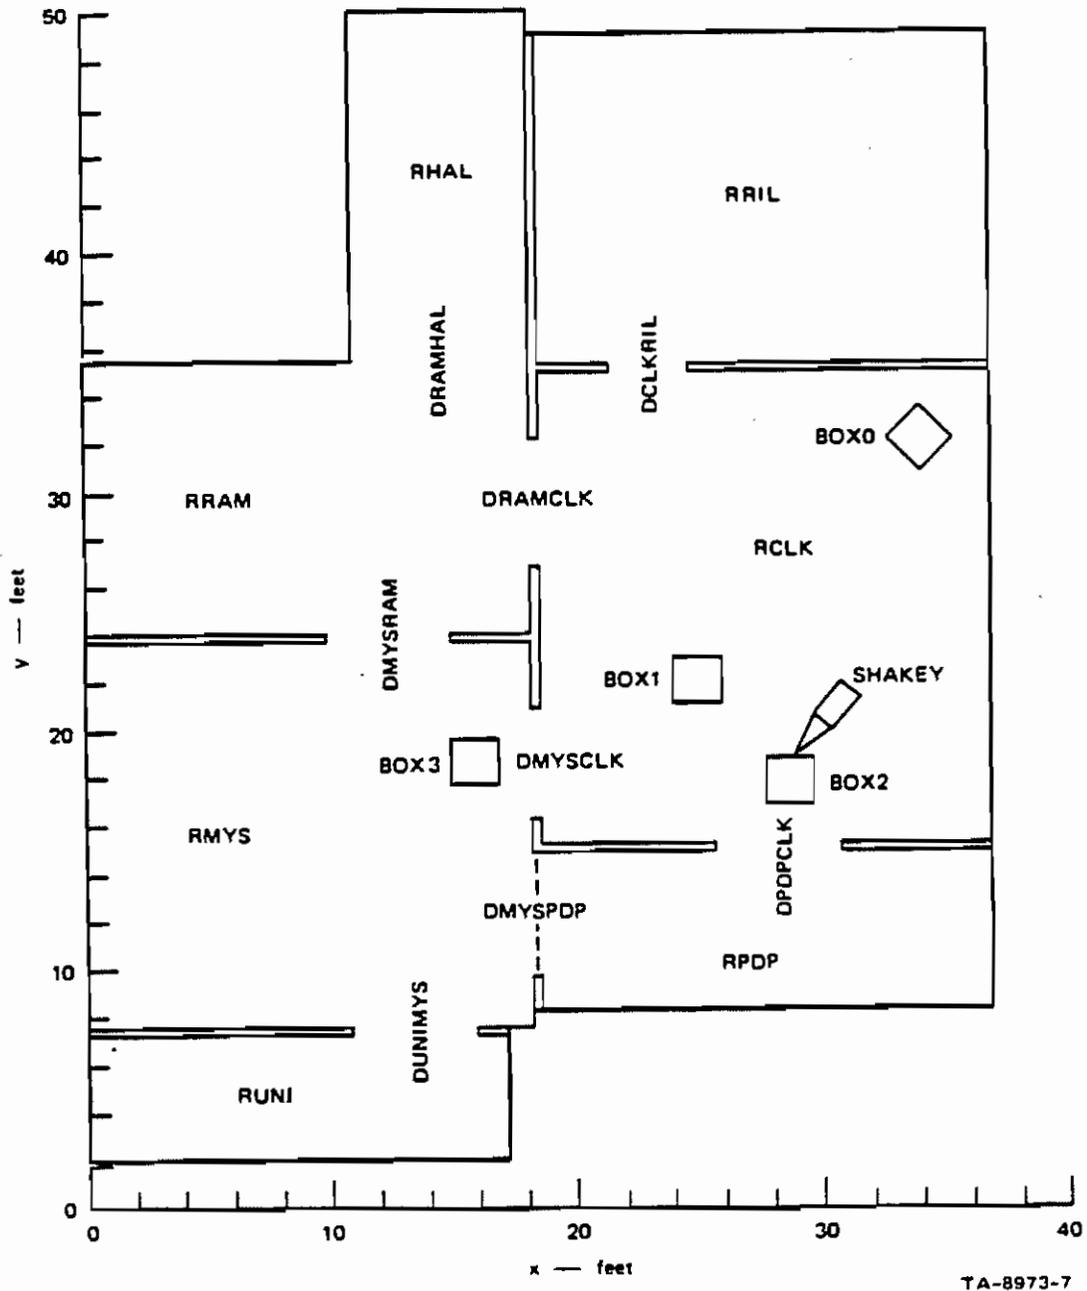 50
RHAL
RRIL
40
DRAMHAL
DCLKRIL
BOX0
30
RRAM
DRAMCLK
RCLK
y — feet
DMYSRAM
BOX1
SHAKEY
20
BOX3
DMYSCLK
BOX2
RMYS
DPDPCLK
DMYSPDP
10
RPDP
DUNIMYS
RUNI
0
0 10 20 30 40
x — feet
TA-8973-7